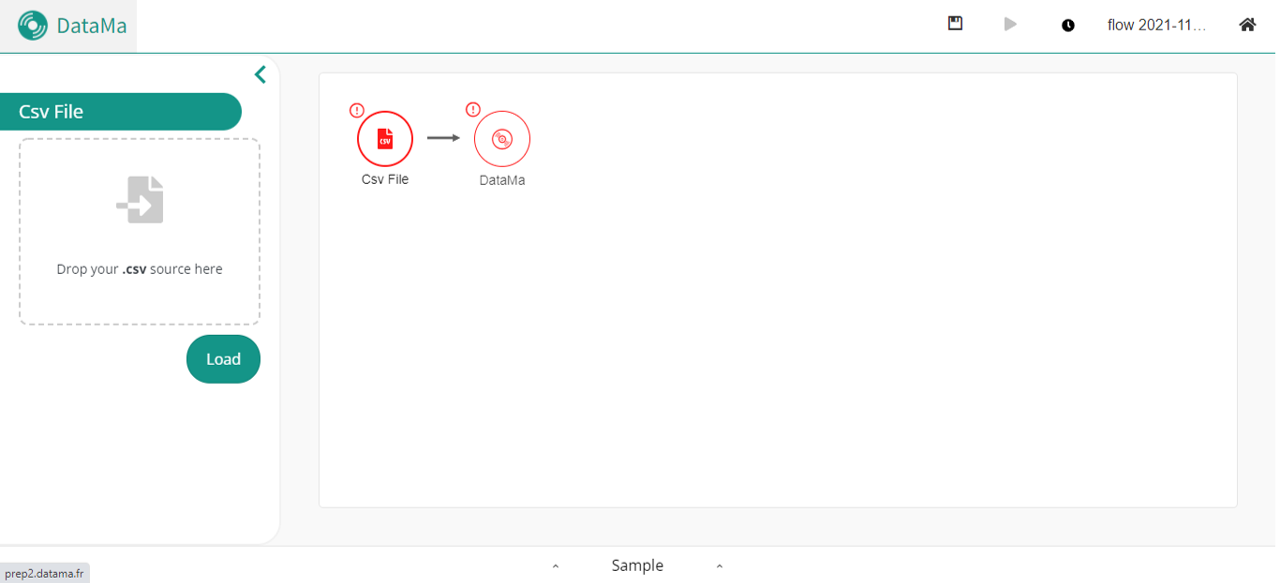 DataMa
flow 2021-11...
Csv File
Drop your .csv source here
Load
CSV
Csv File
DataMa
Sample
prep2.datama.fr